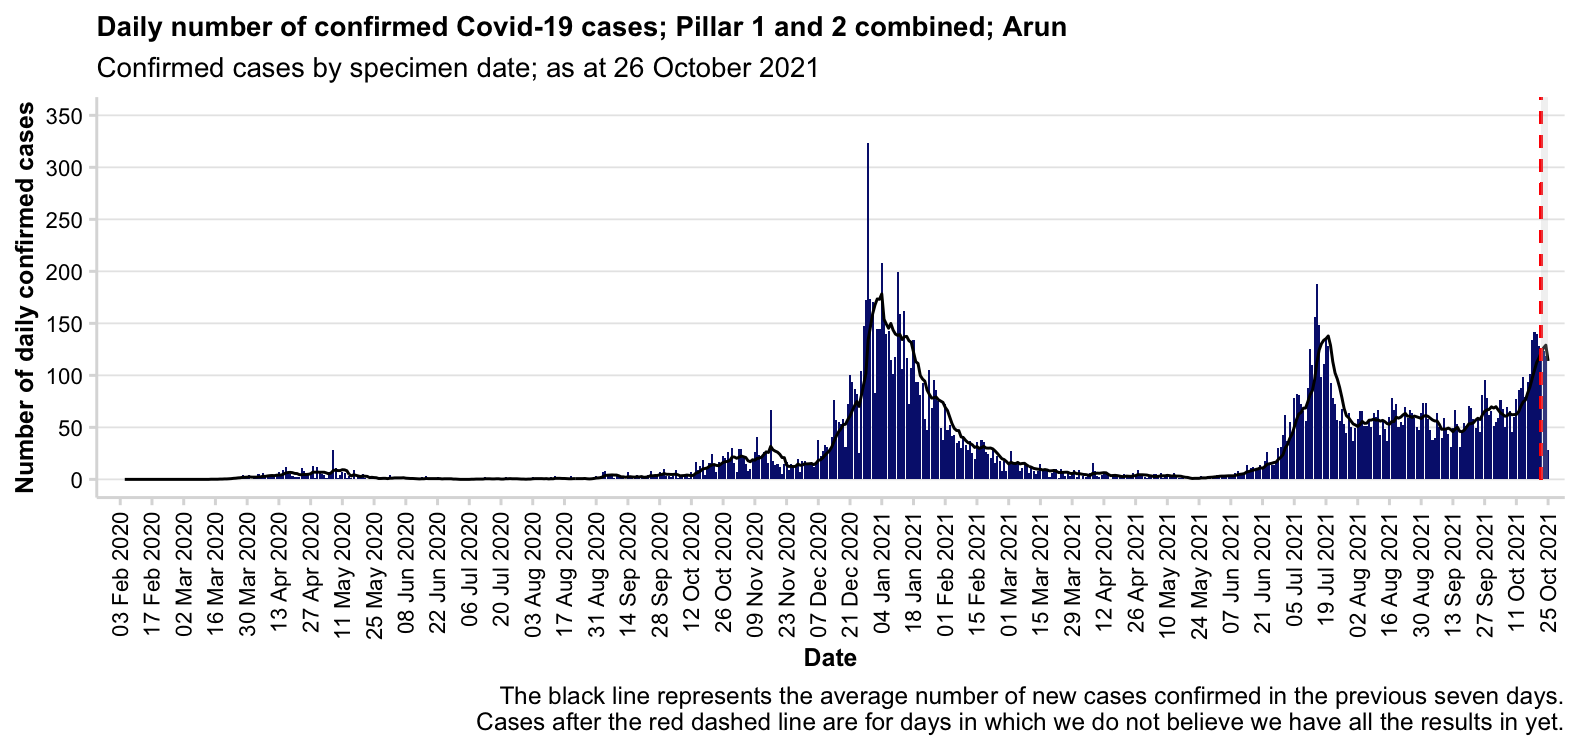 Daily number of confirmed Covid-19 cases; Pillar 1 and 2 combined; Arun
Confirmed cases by specimen date; as at 26 October 2021
Number of daily confirmed cases
350
300
250
200
150
100
50
0
03 Feb 2020
17 Feb 2020
02 Mar 2020
16 Mar 2020
30 Mar 2020
13 Apr 2020
27 Apr 2020
11 May 2020
25 May 2020
08 Jun 2020
22 Jun 2020
06 Jul 2020
20 Jul 2020
03 Aug 2020
17 Aug 2020
31 Aug 2020
14 Sep 2020
28 Sep 2020
12 Oct 2020
26 Oct 2020
09 Nov 2020
23 Nov 2020
07 Dec 2020
21 Dec 2020
04 Jan 2021
18 Jan 2021
01 Feb 2021
15 Feb 2021
01 Mar 2021
15 Mar 2021
29 Mar 2021
12 Apr 2021
26 Apr 2021
10 May 2021
24 May 2021
07 Jun 2021
21 Jun 2021
05 Jul 2021
19 Jul 2021
02 Aug 2021
16 Aug 2021
30 Aug 2021
13 Sep 2021
27 Sep 2021
11 Oct 2021
25 Oct 2021
Date
The black line represents the average number of new cases confirmed in the previous seven days.
Cases after the red dashed line are for days in which we do not believe we have all the results in yet.